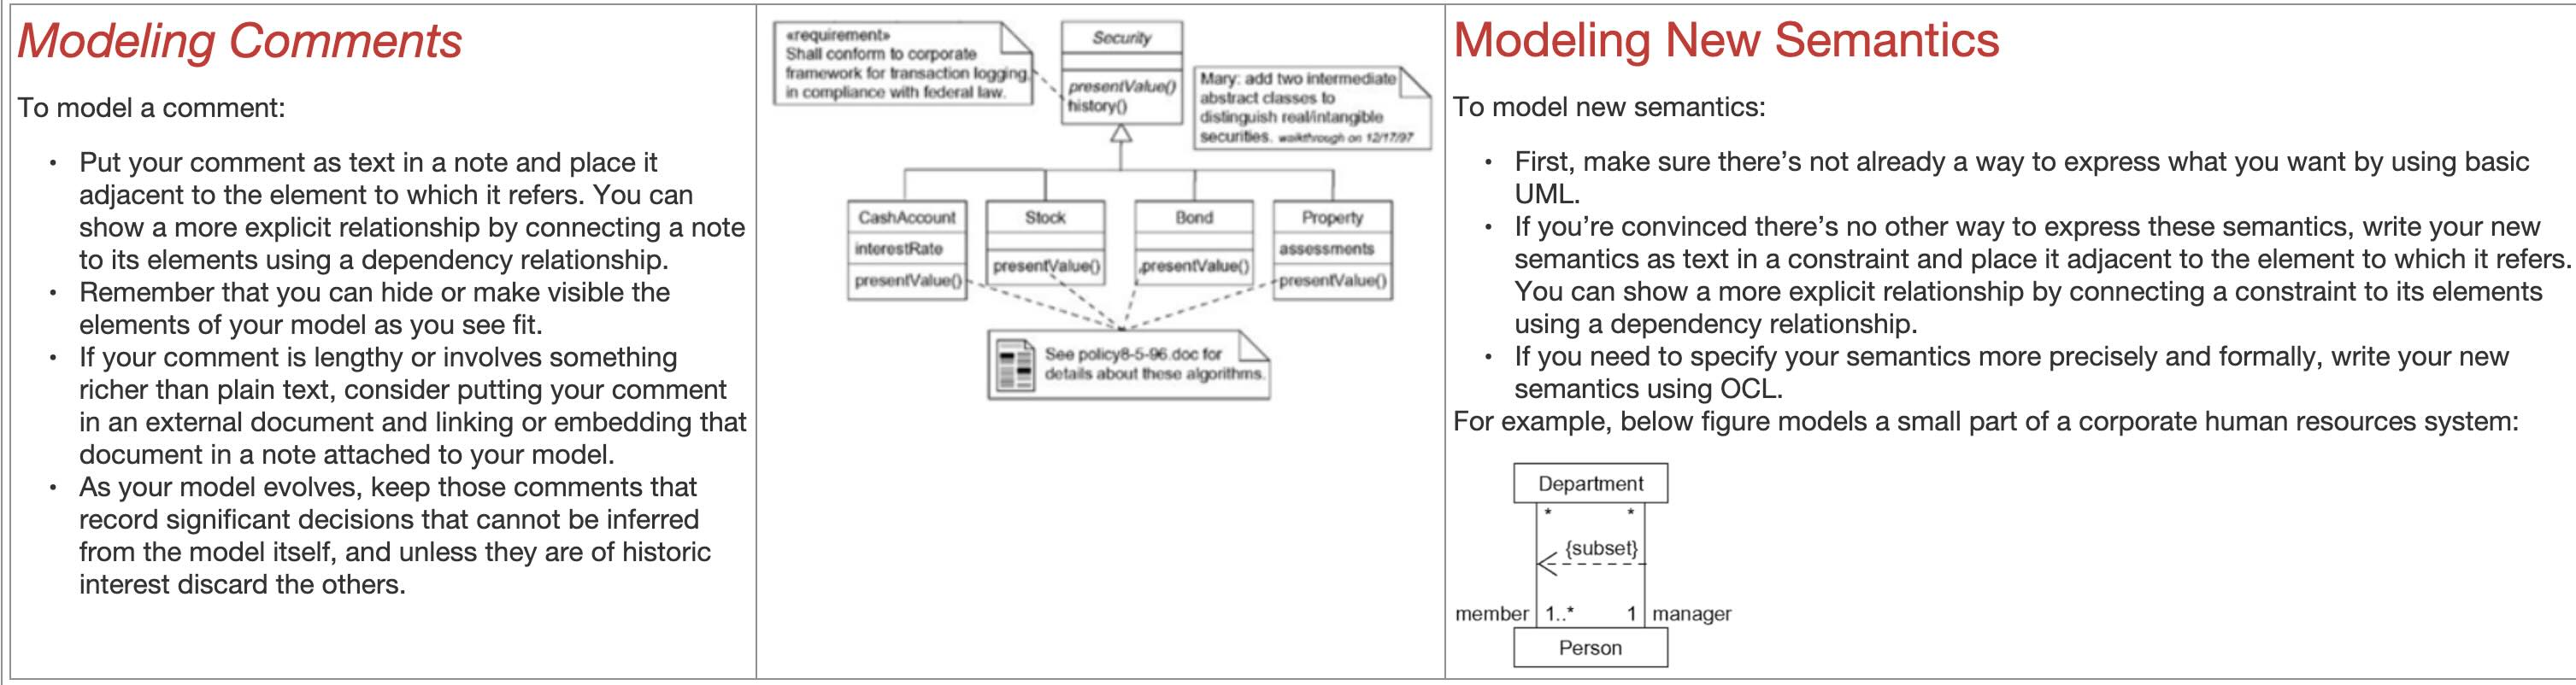 Modeling Comments
To model a comment:
• Put your comment as text in a note and place it
adjacent to the element to which it refers. You can
show a more explicit relationship by connecting a note
to its elements using a dependency relationship.
• Remember that you can hide or make visible the
elements of your model as you see fit.
• If your comment is lengthy or involves something
richer than plain text, consider putting your comment
in an external document and linking or embedding that
document in a note attached to your model.
• As your model evolves, keep those comments that
record significant decisions that cannot be inferred
from the model itself, and unless they are of historic
interest discard the others.
«requirement»
Shall conform to corporate
framework for transaction logging
in compliance with federal law.
Security
presentValue()
history()
Mary: add two intermediate
abstract classes to
distinguish real/intangible
securities. walkthrough on 12/17/97
CashAccount
interestRate
presentValue()
Stock
presentValue()
Bond
presentValue()
Property
assessments
presentValue()
See policy8-5-96.doc for
details about these algorithms.
Modeling New Semantics
To model new semantics:
• First, make sure there’s not already a way to express what you want by using basic
UML.
• If you’re convinced there’s no other way to express these semantics, write your new
semantics as text in a constraint and place it adjacent to the element to which it refers.
You can show a more explicit relationship by connecting a constraint to its elements
using a dependency relationship.
• If you need to specify your semantics more precisely and formally, write your new
semantics using OCL.
For example, below figure models a small part of a corporate human resources system:
Department
* *
{subset}
member 1..* 1 manager
Person